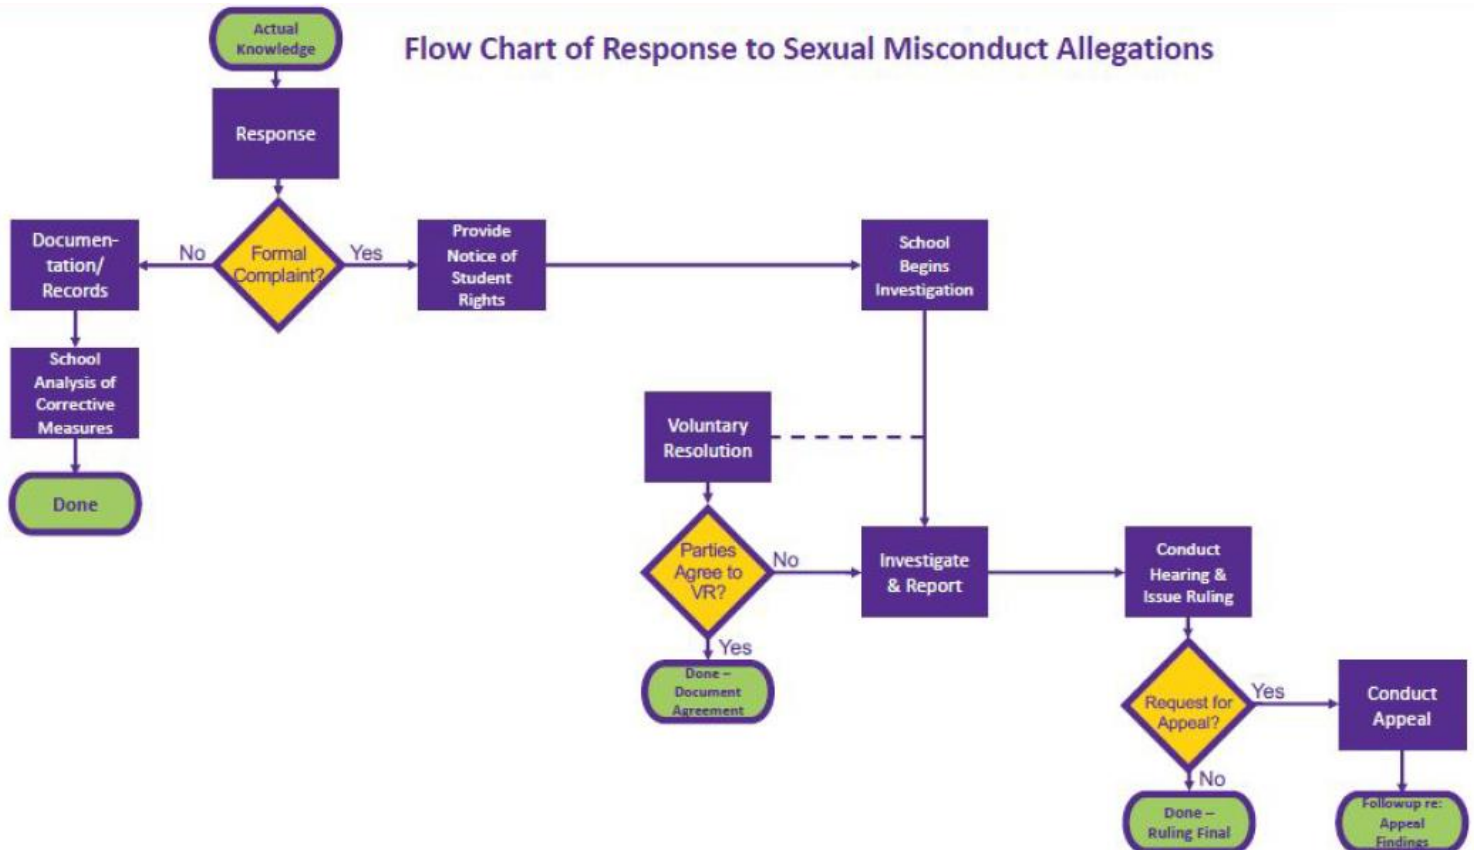 Actual
Knowledge
Flow Chart of Response to Sexual Misconduct Allegations
Response
Documen-
tation/
Records
No
Formal
Complaint?
Yes
Provide
Notice of
Student
Rights
School
Begins
Investigation
School
Analysis of
Corrective
Measures
Done
Voluntary
Resolution
Parties
Agree to
VR?
No
Yes
Done –
Document
Agreement
Investigate
& Report
Conduct
Hearing &
Issue Ruling
Request for
Appeal?
Yes
Conduct
Appeal
No
Done –
Ruling Final
Followup re:
Appeal
Findings